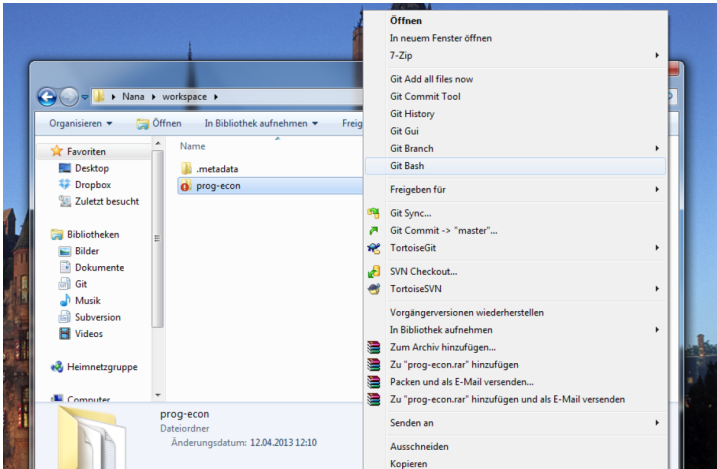 Nana
workspace
Organisieren
Öffnen
In Bibliothek aufnehmen
Freig
Favoriten
Desktop
Dropbox
Zuletzt besucht
Bibliotheken
Bilder
Dokumente
Git
Musik
Subversion
Videos
Heimnetzgruppe
Computer
Name
.metadata
prog-econ
prog-econ
Dateiordner
Änderungsdatum: 12.04.2013 12:10
Öffnen
In neuem Fenster öffnen
7-Zip
Git Add all files now
Git Commit Tool
Git History
Git Gui
Git Branch
Git Bash
Freigeben für
Git Sync...
Git Commit -> "master"...
TortoiseGit
SVN Checkout...
TortoiseSVN
Vorgängerversionen wiederherstellen
In Bibliothek aufnehmen
Zum Archiv hinzufügen...
Zu "prog-econ.rar" hinzufügen
Packen und als E-Mail versenden...
Zu "prog-econ.rar" hinzufügen und als E-Mail versenden
Senden an
Ausschneiden
Kopieren